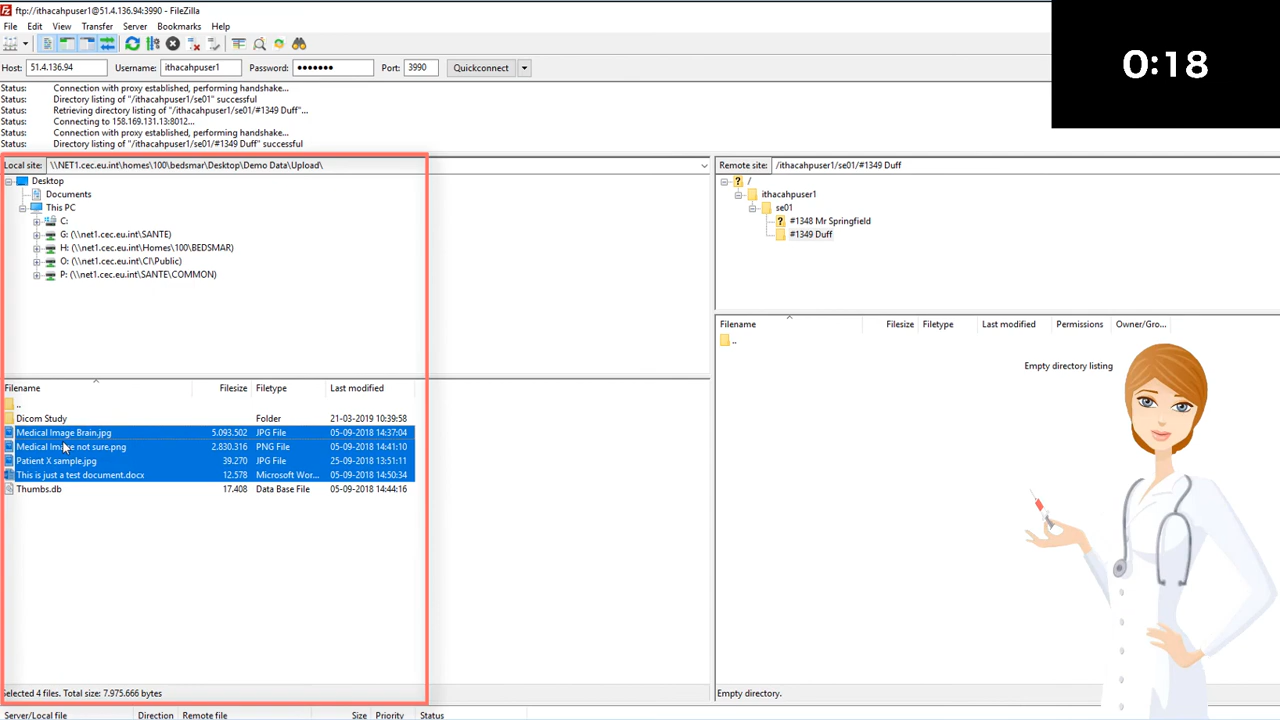 ftp://ithacahpuser1@51.4.136.94:3990 - FileZilla
File Edit View Transfer Server Bookmarks Help
0:18
Host: 51.4.136.94 Username: ithacahpuser1 Password: ●●●●●●● Port: 3990 Quickconnect
Status: Connection with proxy established, performing handshake...
Status: Directory listing of "/ithacahpuser1/se01" successful
Status: Retrieving directory listing of "/ithacahpuser1/se01/#1349 Duff"...
Status: Connecting to 158.169.131.13:8012...
Status: Connection with proxy established, performing handshake...
Status: Directory listing of "/ithacahpuser1/se01/#1349 Duff" successful
Local site: \\NET1.cec.eu.int\homes\100\bedsmar\Desktop\Demo Data\Upload\
Desktop
Documents
This PC
C:
G: (\\net1.cec.eu.int\SANTE)
H: (\\net1.cec.eu.int\Homes\100\BEDSMAR)
O: (\\net1.cec.eu.int\CI\Public)
P: (\\net1.cec.eu.int\SANTE\COMMON)
Filename Filesize Filetype Last modified
..
Dicom Study Folder 21-03-2019 10:39:58
Medical Image Brain.jpg 5.093.502 JPG File 05-09-2018 14:37:04
Medical Image not sure.png 2.830.316 PNG File 05-09-2018 14:41:10
Patient X sample.jpg 39.270 JPG File 25-09-2018 13:51:11
This is just a test document.docx 12.578 Microsoft Wor... 05-09-2018 14:50:34
Thumbs.db 17.408 Data Base File 05-09-2018 14:44:16
Selected 4 files. Total size: 7.975.666 bytes
Remote site: /ithacahpuser1/se01/#1349 Duff
/
ithacahpuser1
se01
#1348 Mr Springfield
#1349 Duff
Filename Filesize Filetype Last modified Permissions Owner/Gro...
..
Empty directory listing
Empty directory.
Server/Local file Direction Remote file Size Priority Status